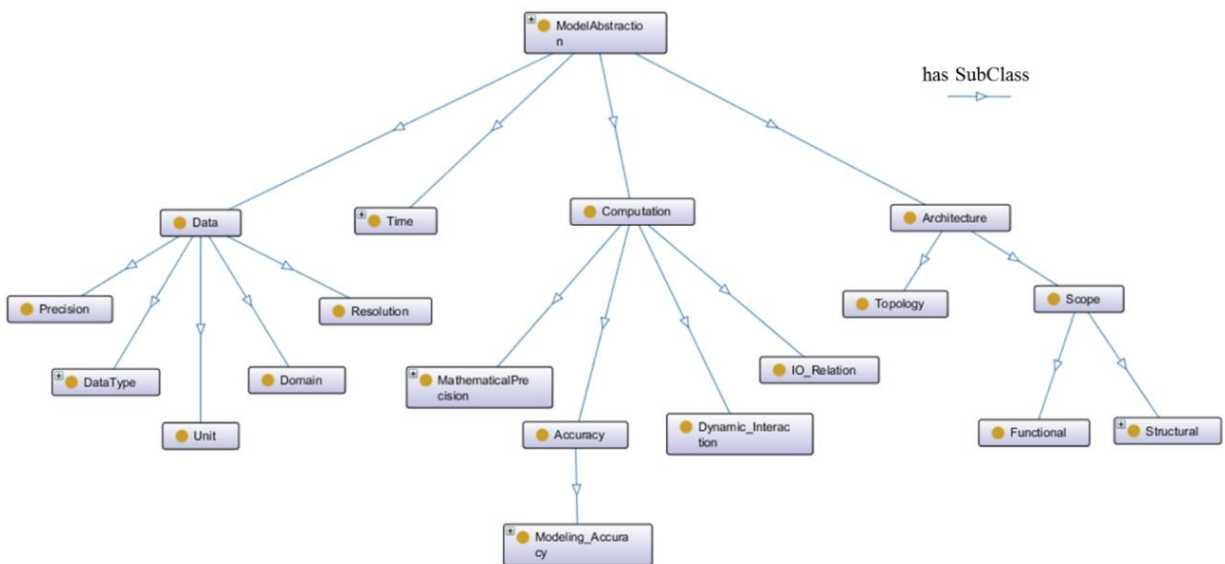 ModelAbstractio
n
has SubClass
Data
Time
Computation
Architecture
Precision
Resolution
Topology
Scope
DataType
Domain
MathematicalPre
cision
IO_Relation
Unit
Accuracy
Dynamic_Interac
tion
Functional
Structural
Modeling_Accura
cy